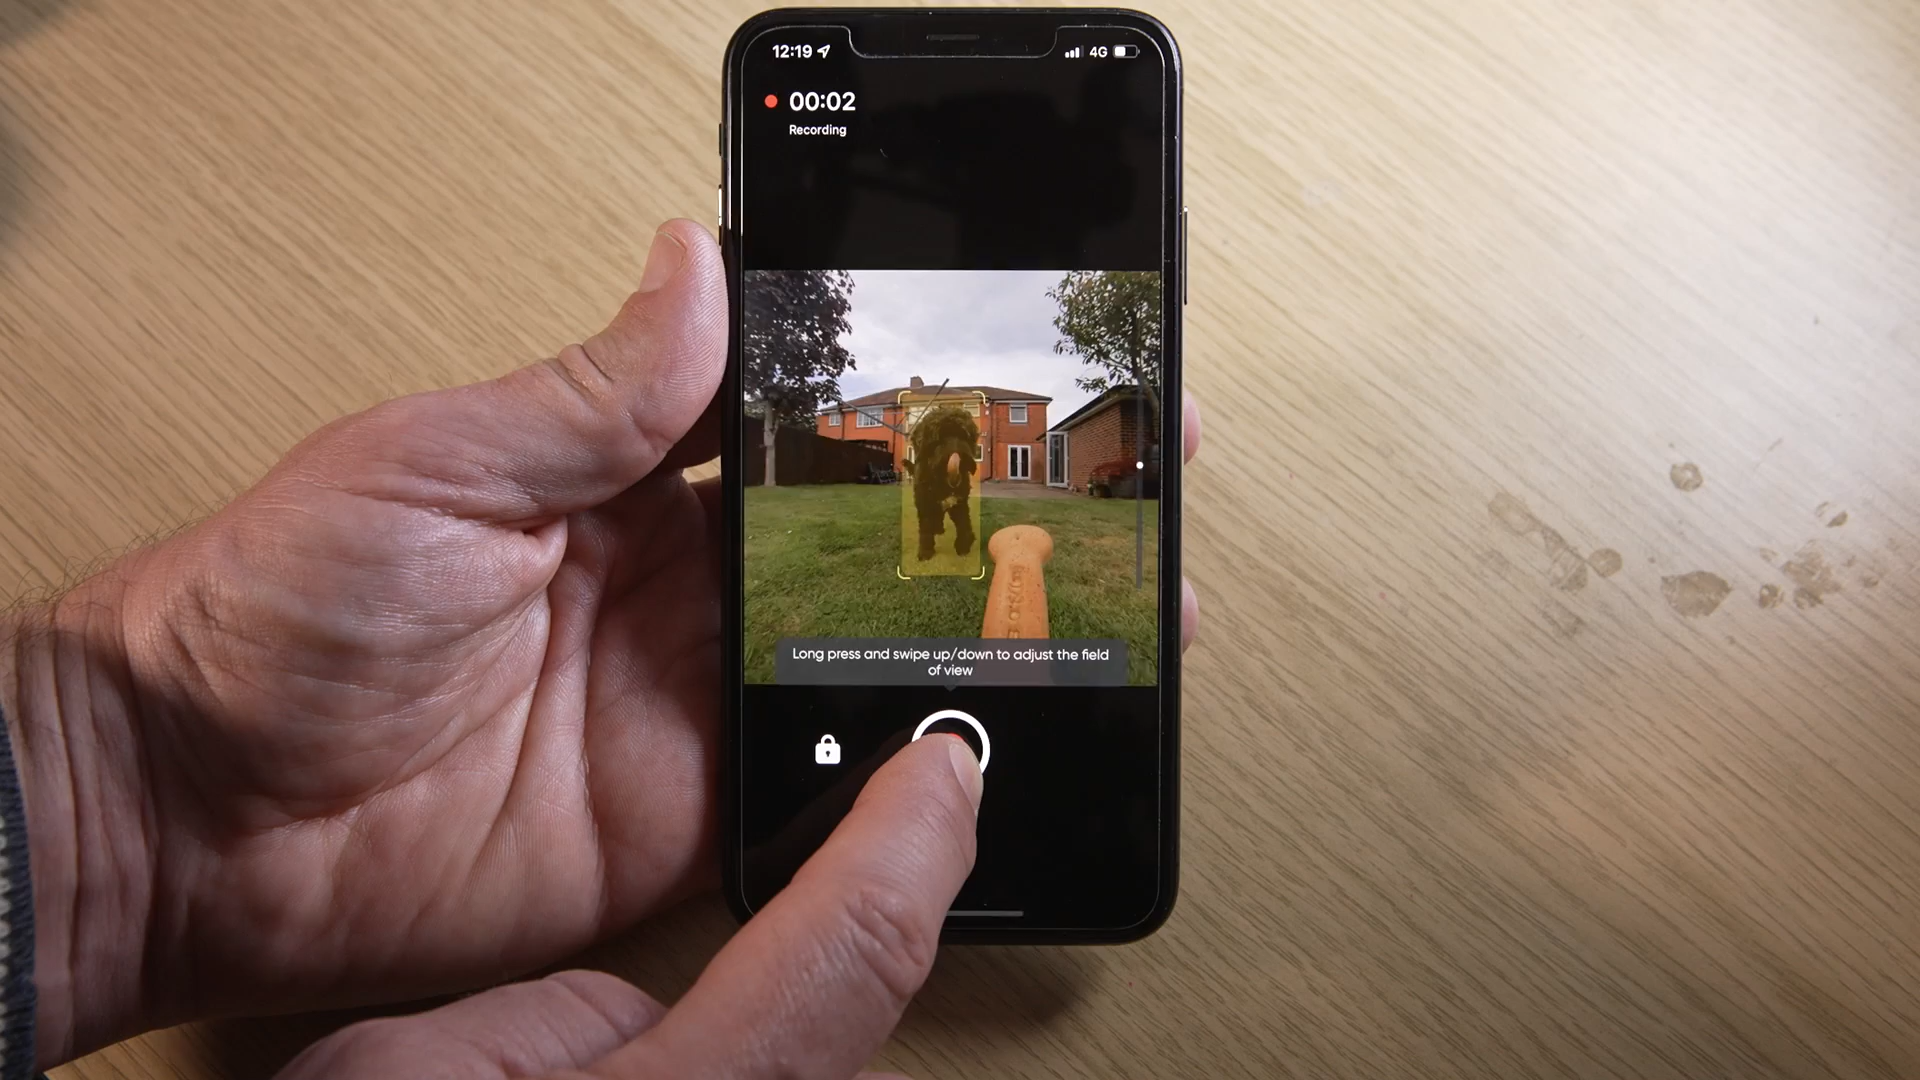 12:19
4G
00:02
Recording
Long press and swipe up/down to adjust the field
of view